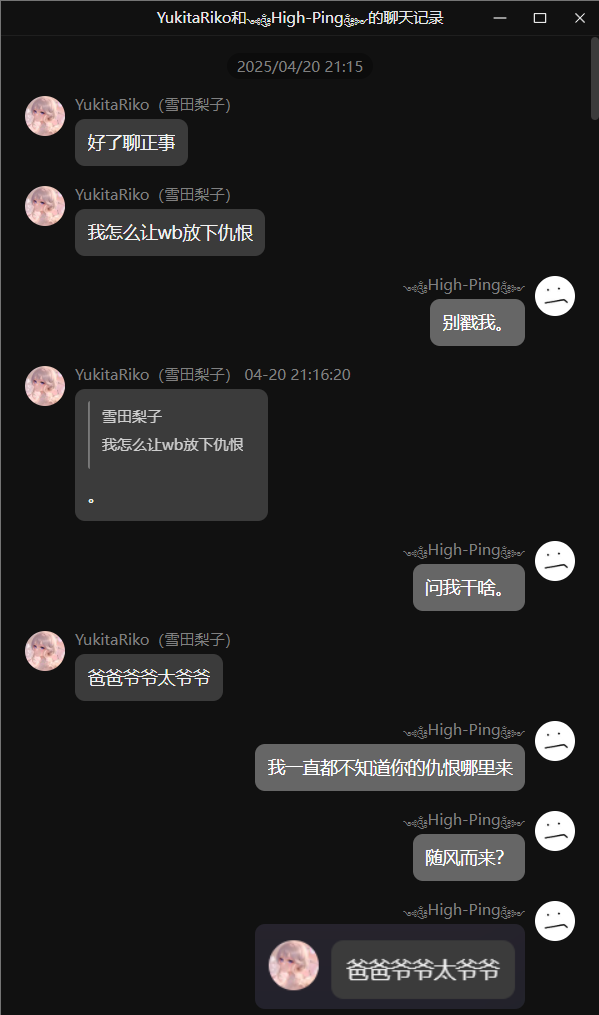 YukitaRiko和High-Ping的聊天记录
2025/04/20 21:15
YukitaRiko（雪田梨子）
好了聊正事
YukitaRiko（雪田梨子）
我怎么让wb放下仇恨
High-Ping
别戳我。
YukitaRiko（雪田梨子） 04-20 21:16:20
雪田梨子
我怎么让wb放下仇恨
。
High-Ping
问我干啥。
YukitaRiko（雪田梨子）
爸爸爷爷太爷爷
High-Ping
我一直都不知道你的仇恨哪里来
High-Ping
随风而来？
High-Ping
爸爸爷爷太爷爷